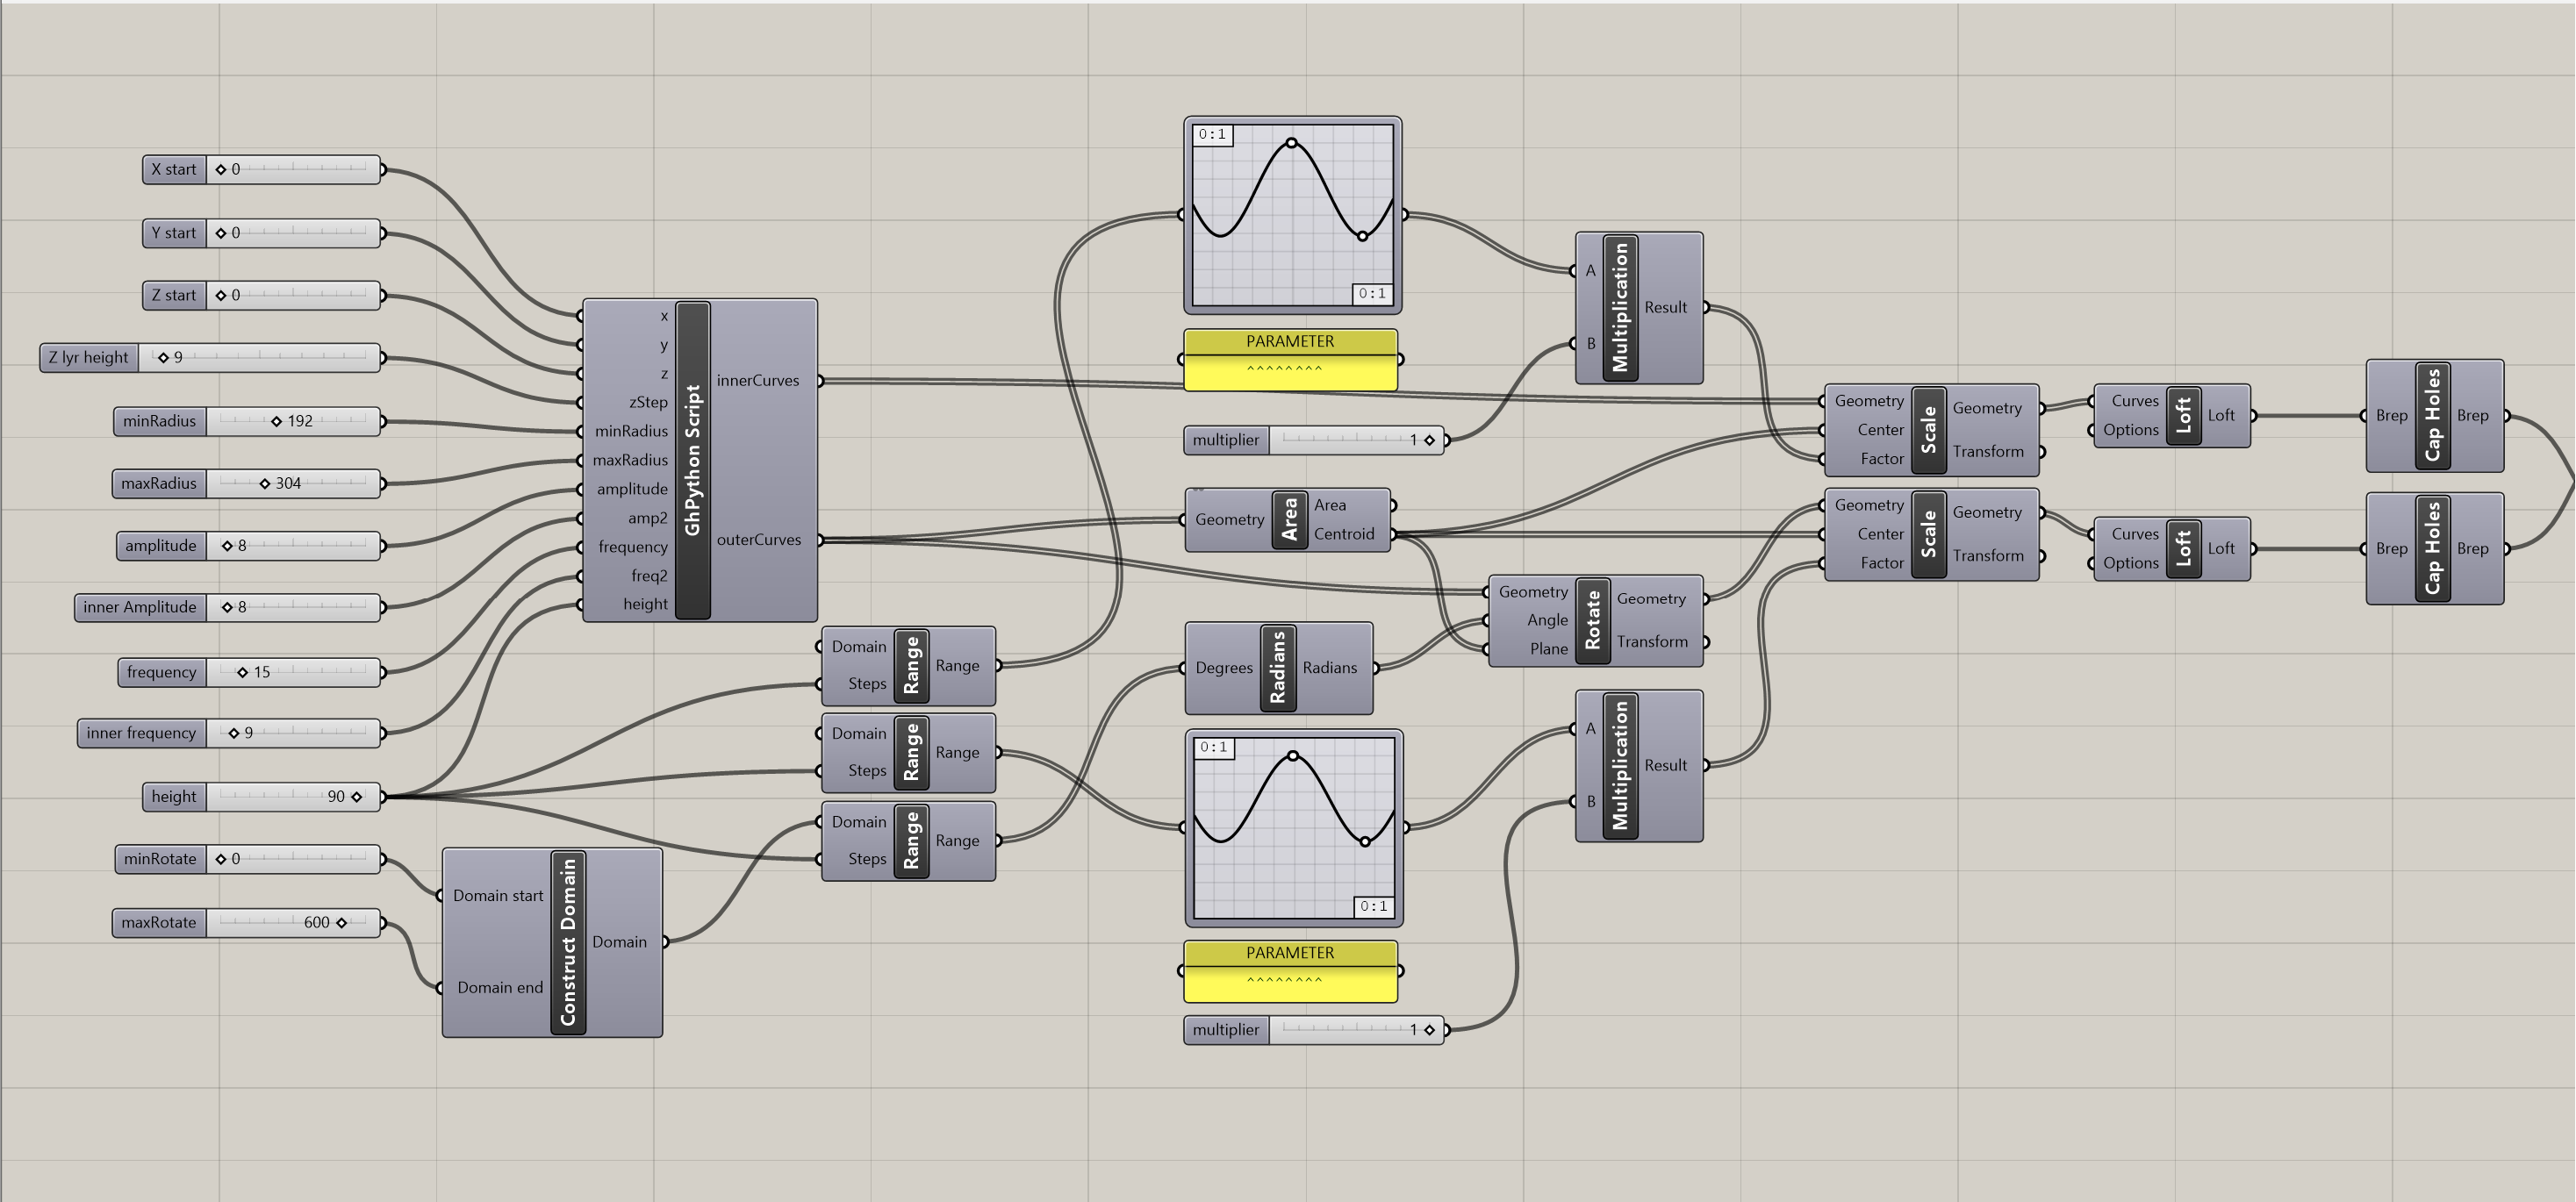 X start
0
Y start
0
Z start
0
Z lyr height
9
minRadius
192
maxRadius
304
amplitude
8
inner Amplitude
8
frequency
15
inner frequency
9
height
90
minRotate
0
maxRotate
600
x
y
z
zStep
minRadius
maxRadius
amplitude
amp2
frequency
freq2
height
GhPython Script
innerCurves
outerCurves
Domain start
Domain end
Construct Domain
Domain
Domain
Steps
Range
Range
Domain
Steps
Range
Range
Domain
Steps
Range
Range
0:1
0:1
PARAMETER
^^^^^^^^
multiplier
1
Geometry
Area
Area
Centroid
Degrees
Radians
Radians
0:1
0:1
PARAMETER
^^^^^^^^
multiplier
1
A
B
Multiplication
Result
Geometry
Angle
Plane
Rotate
Geometry
Transform
A
B
Multiplication
Result
Geometry
Center
Factor
Scale
Geometry
Transform
Geometry
Center
Factor
Scale
Geometry
Transform
Curves
Options
Loft
Loft
Curves
Options
Loft
Loft
Brep
Cap Holes
Brep
Brep
Cap Holes
Brep